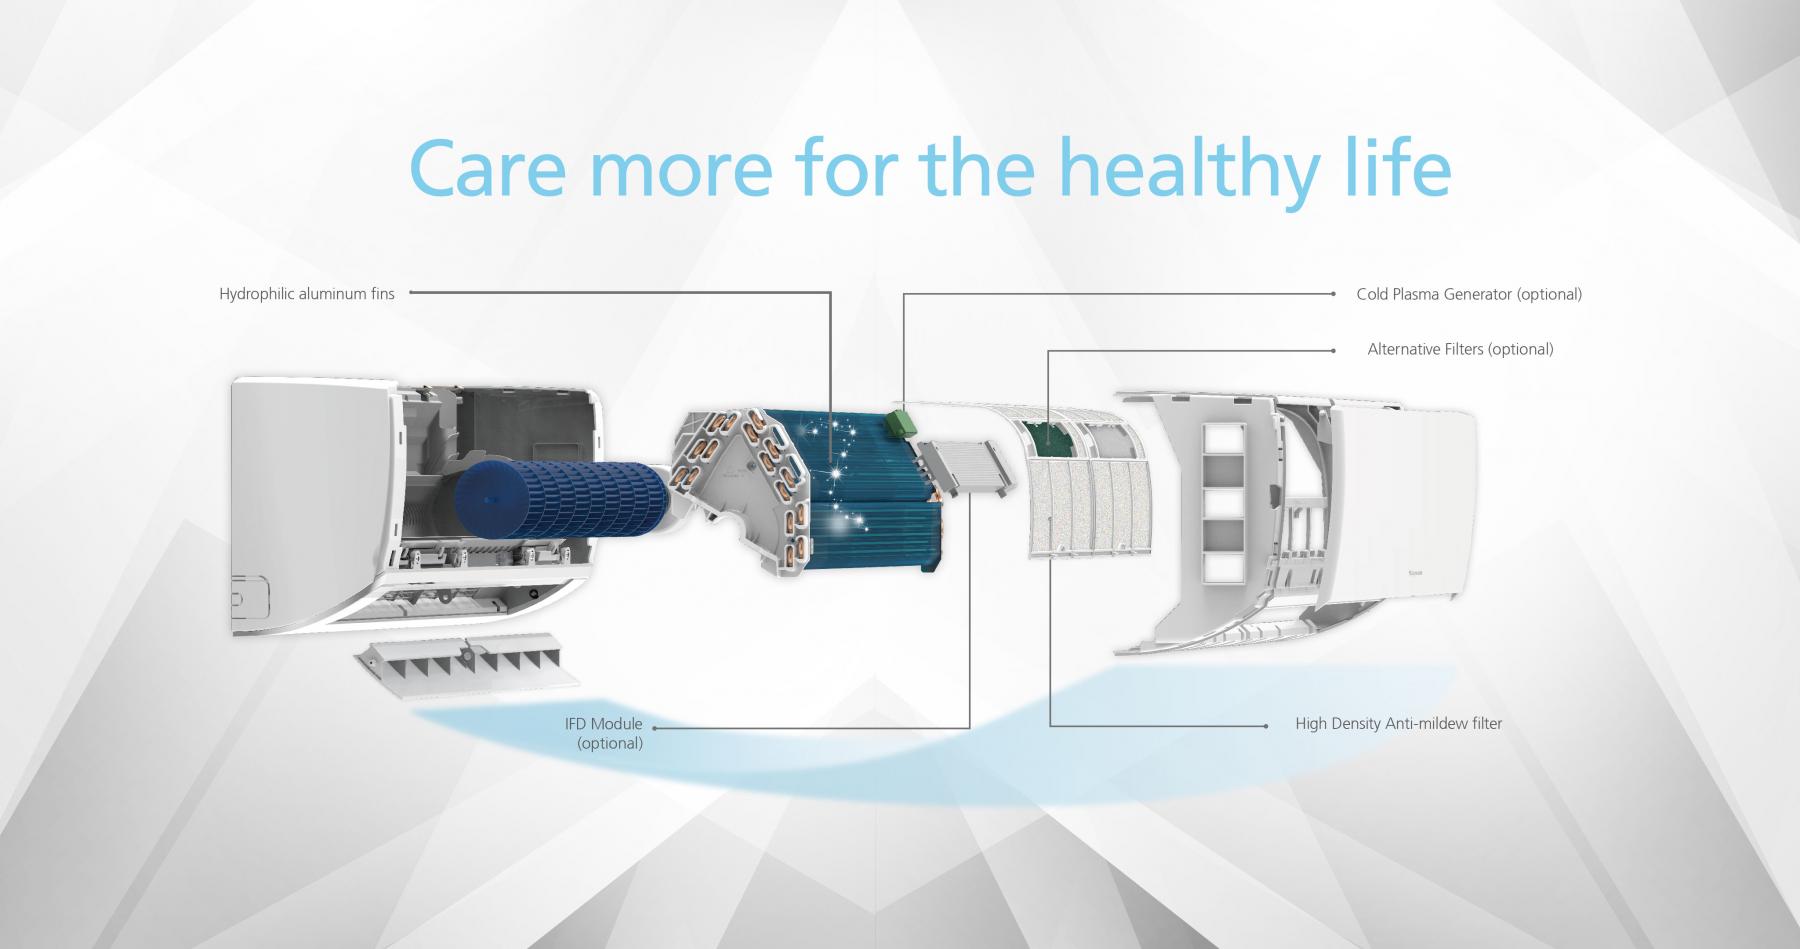 Care more for the healthy life
Hydrophilic aluminum fins
Cold Plasma Generator (optional)
Alternative Filters (optional)
IFD Module
(optional)
High Density Anti-mildew filter